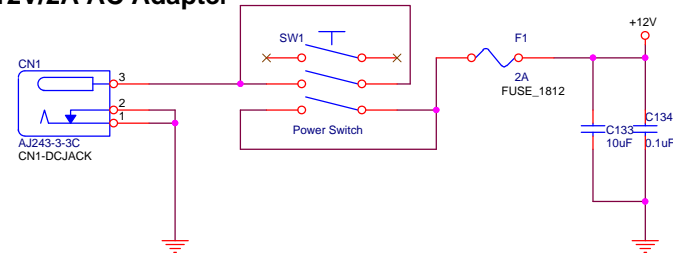 12V/2A AC Adaptor
+12V
SW1
F1
CN1
3
2A
FUSE_1812
2
1
C134
Power Switch
C133
AJ243-3-3C
10uF
0.1uF
CN1-DCJACK